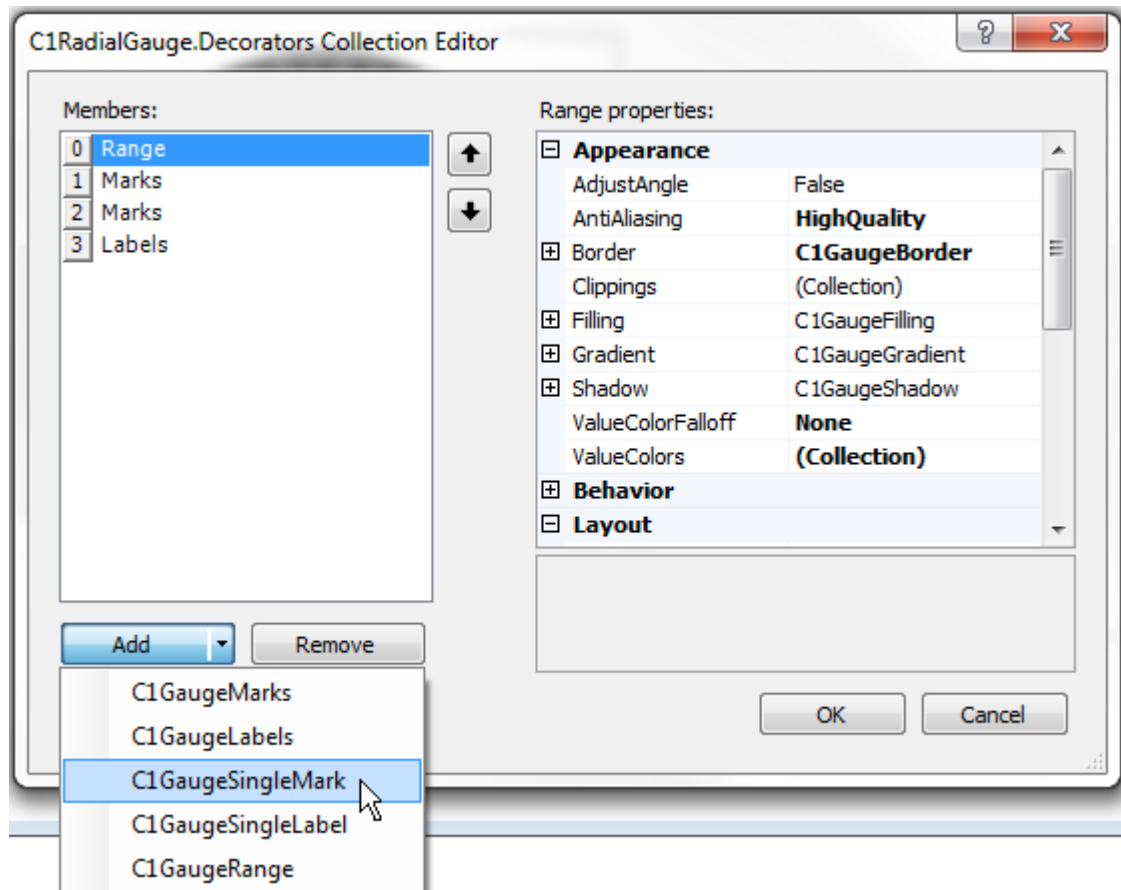 C1RadialGauge.Decorators Collection Editor
?
Members:
0 Range
1 Marks
2 Marks
3 Labels
Range properties:
Appearance
AdjustAngle False
AntiAliasing HighQuality
Border C1GaugeBorder
Clippings (Collection)
Filling C1GaugeFilling
Gradient C1GaugeGradient
Shadow C1GaugeShadow
ValueColorFalloff None
ValueColors (Collection)
Behavior
Layout
Add Remove
C1GaugeMarks
C1GaugeLabels
C1GaugeSingleMark
C1GaugeSingleLabel
C1GaugeRange
OK Cancel